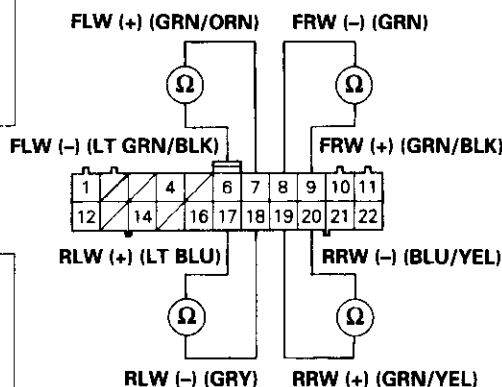 FLW (+) (GRN/ORN) FRW (–) (GRN)
Ω Ω
FLW (–) (LT GRN/BLK) FRW (+) (GRN/BLK)
1 4 6 7 8 9 10 11
12 14 16 17 18 19 20 21 22
RLW (+) (LT BLU) RRW (–) (BLU/YEL)
Ω Ω
RLW (–) (GRY) RRW (+) (GRN/YEL)